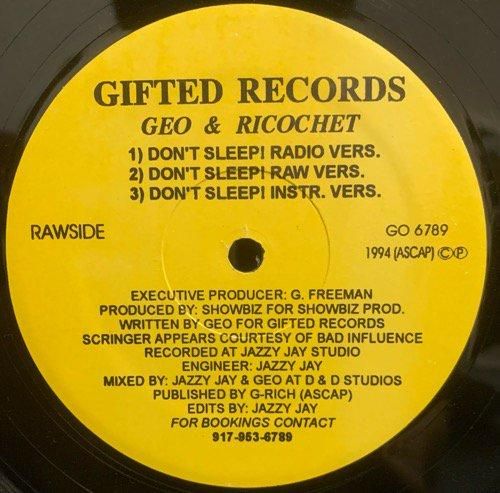 GIFTED RECORDS
GEO & RICOCHET
1) DON'T SLEEP! RADIO VERS.
2) DON'T SLEEP! RAW VERS.
3) DON'T SLEEP! INSTR. VERS.
RAWSIDE
GO 6789
1994 (ASCAP) ©℗
EXECUTIVE PRODUCER: G. FREEMAN
PRODUCED BY: SHOWBIZ FOR SHOWBIZ PROD.
WRITTEN BY GEO FOR GIFTED RECORDS
SCRINGER APPEARS COURTESY OF BAD INFLUENCE
RECORDED AT JAZZY JAY STUDIO
ENGINEER: JAZZY JAY
MIXED BY: JAZZY JAY & GEO AT D & D STUDIOS
PUBLISHED BY G-RICH (ASCAP)
EDITS BY: JAZZY JAY
FOR BOOKINGS CONTACT
917-953-6789